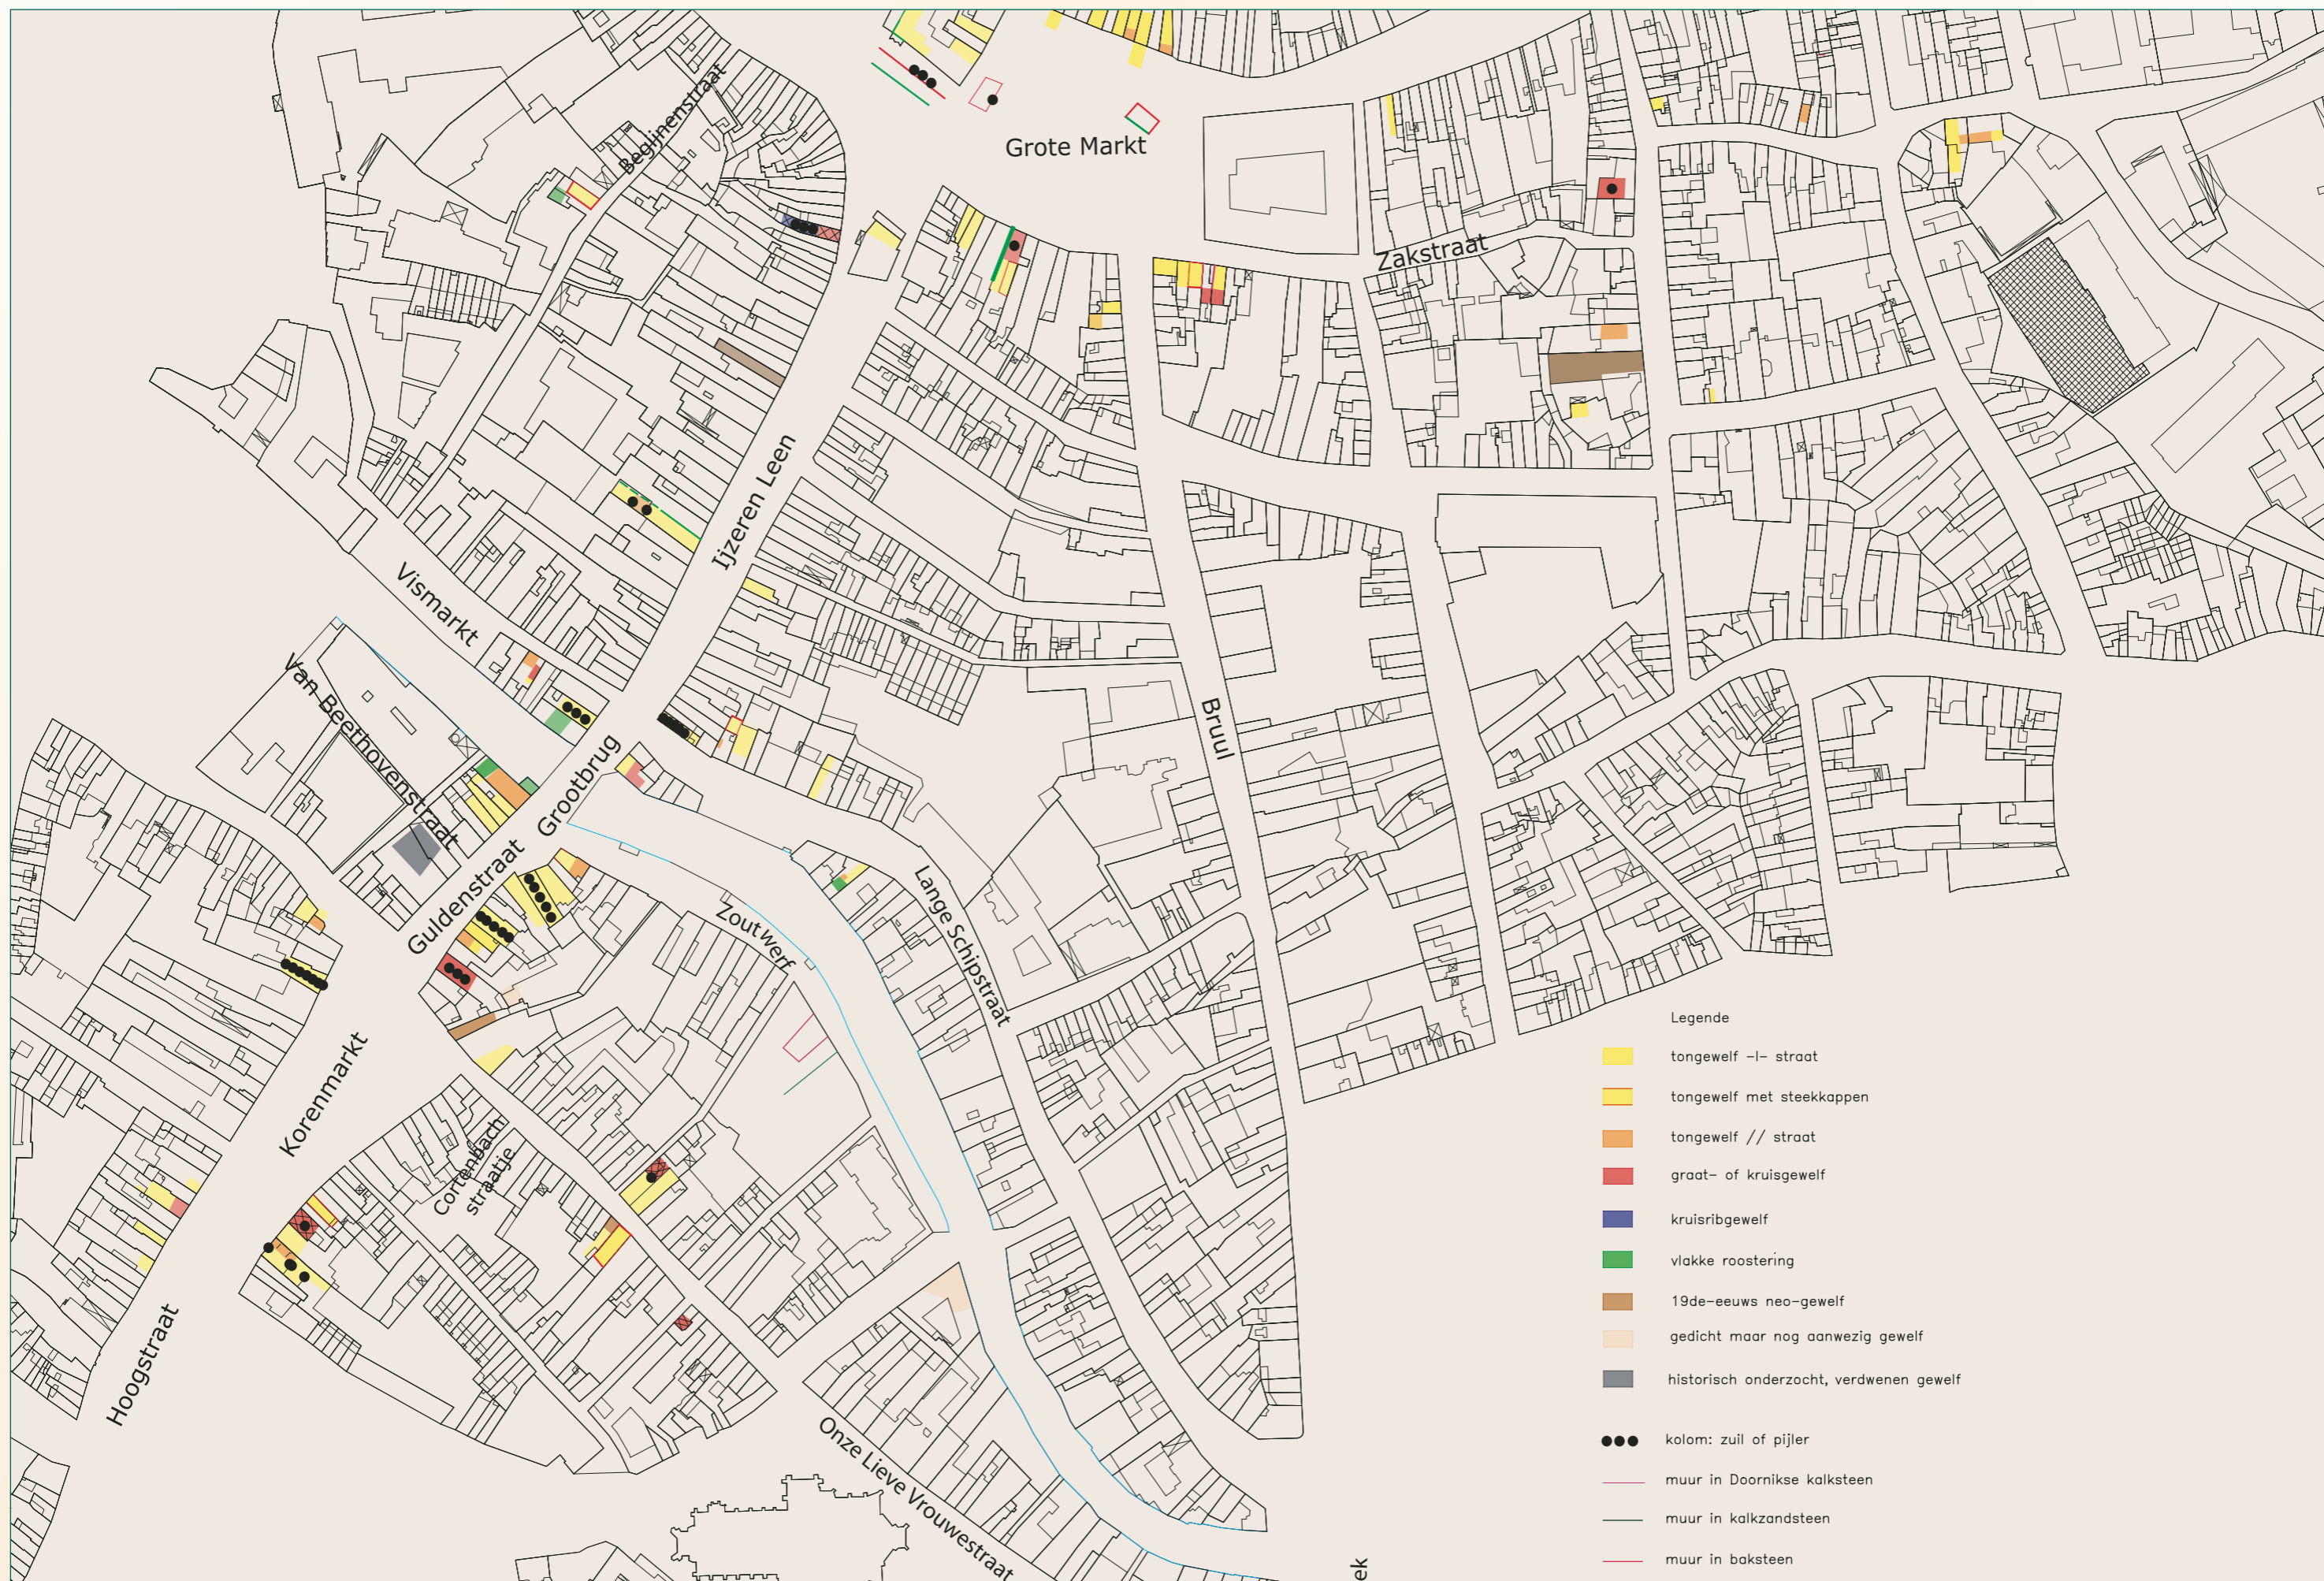 Begijnenstraat
Grote Markt
Zakstraat
Ijzeren Leen
Vismarkt
Van Beethovenstraat
Grootbrug
Guldenstraat
Bruul
Zoutwerf
Lange Schipstraat
Korenmarkt
Cortenbach
straatje
Hoogstraat
Onze Lieve Vrouwestraat
ek
Legende
tongewelf -|- straat
tongewelf met steekkappen
tongewelf // straat
graat- of kruisgewelf
kruisribgewelf
vlakke roostering
19de-eeuws neo-gewelf
gedicht maar nog aanwezig gewelf
historisch onderzocht, verdwenen gewelf
kolom: zuil of pijler
muur in Doornikse kalksteen
muur in kalkzandsteen
muur in baksteen